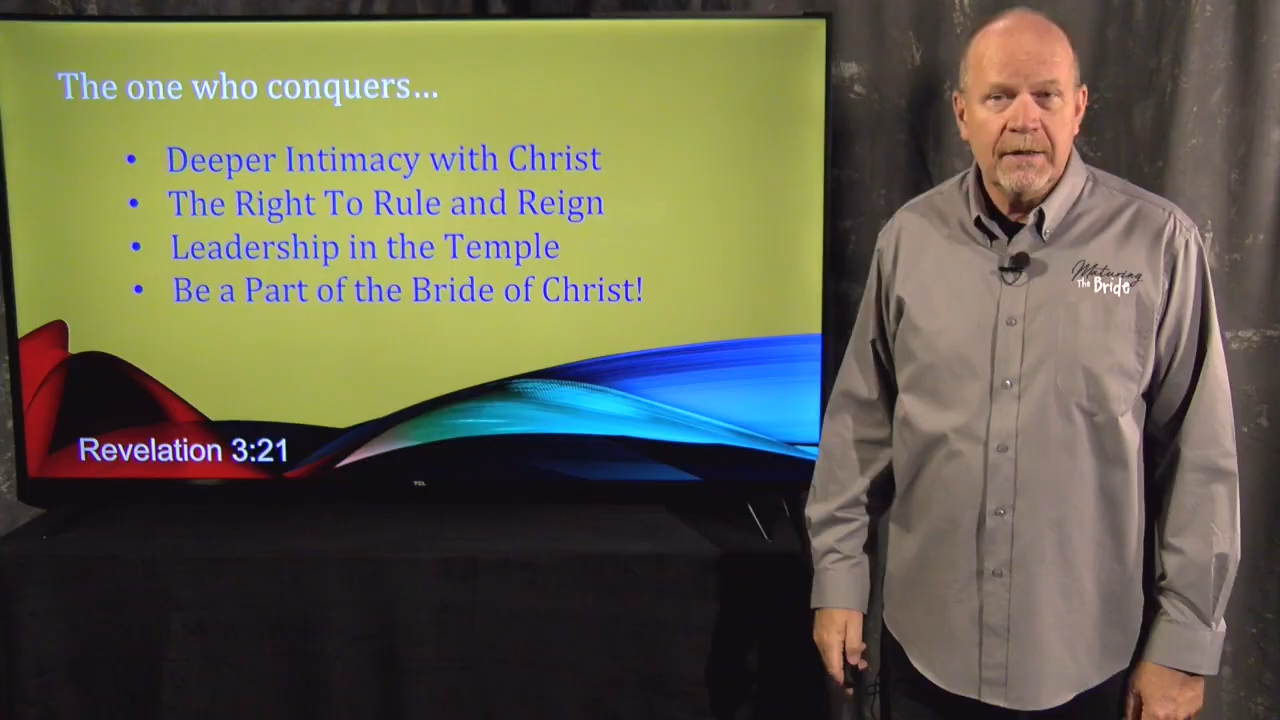 The one who conquers...
• Deeper Intimacy with Christ
• The Right To Rule and Reign
• Leadership in the Temple
• Be a Part of the Bride of Christ!
Revelation 3:21
TCL
Maturing
The Bride